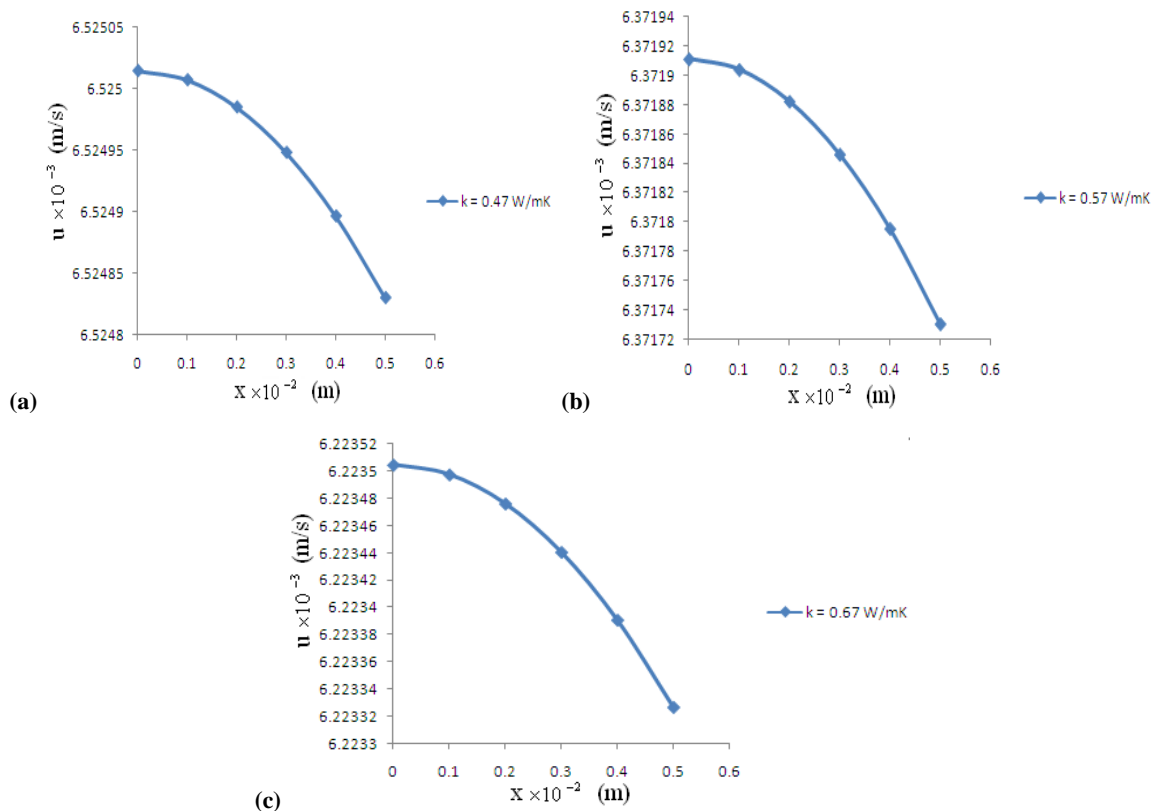 6.52505
6.525
6.52495
6.5249
6.52485
6.5248
u ×10⁻³ (m/s)
0 0.1 0.2 0.3 0.4 0.5 0.6
x ×10⁻² (m)
k = 0.47 W/mK
(a)
6.37194
6.37192
6.3719
6.37188
6.37186
6.37184
6.37182
6.3718
6.37178
6.37176
6.37174
6.37172
u ×10⁻³ (m/s)
0 0.1 0.2 0.3 0.4 0.5 0.6
x ×10⁻² (m)
k = 0.57 W/mK
(b)
6.22352
6.2235
6.22348
6.22346
6.22344
6.22342
6.2234
6.22338
6.22336
6.22334
6.22332
6.2233
u ×10⁻³ (m/s)
0 0.1 0.2 0.3 0.4 0.5 0.6
x ×10⁻² (m)
k = 0.67 W/mK
(c)